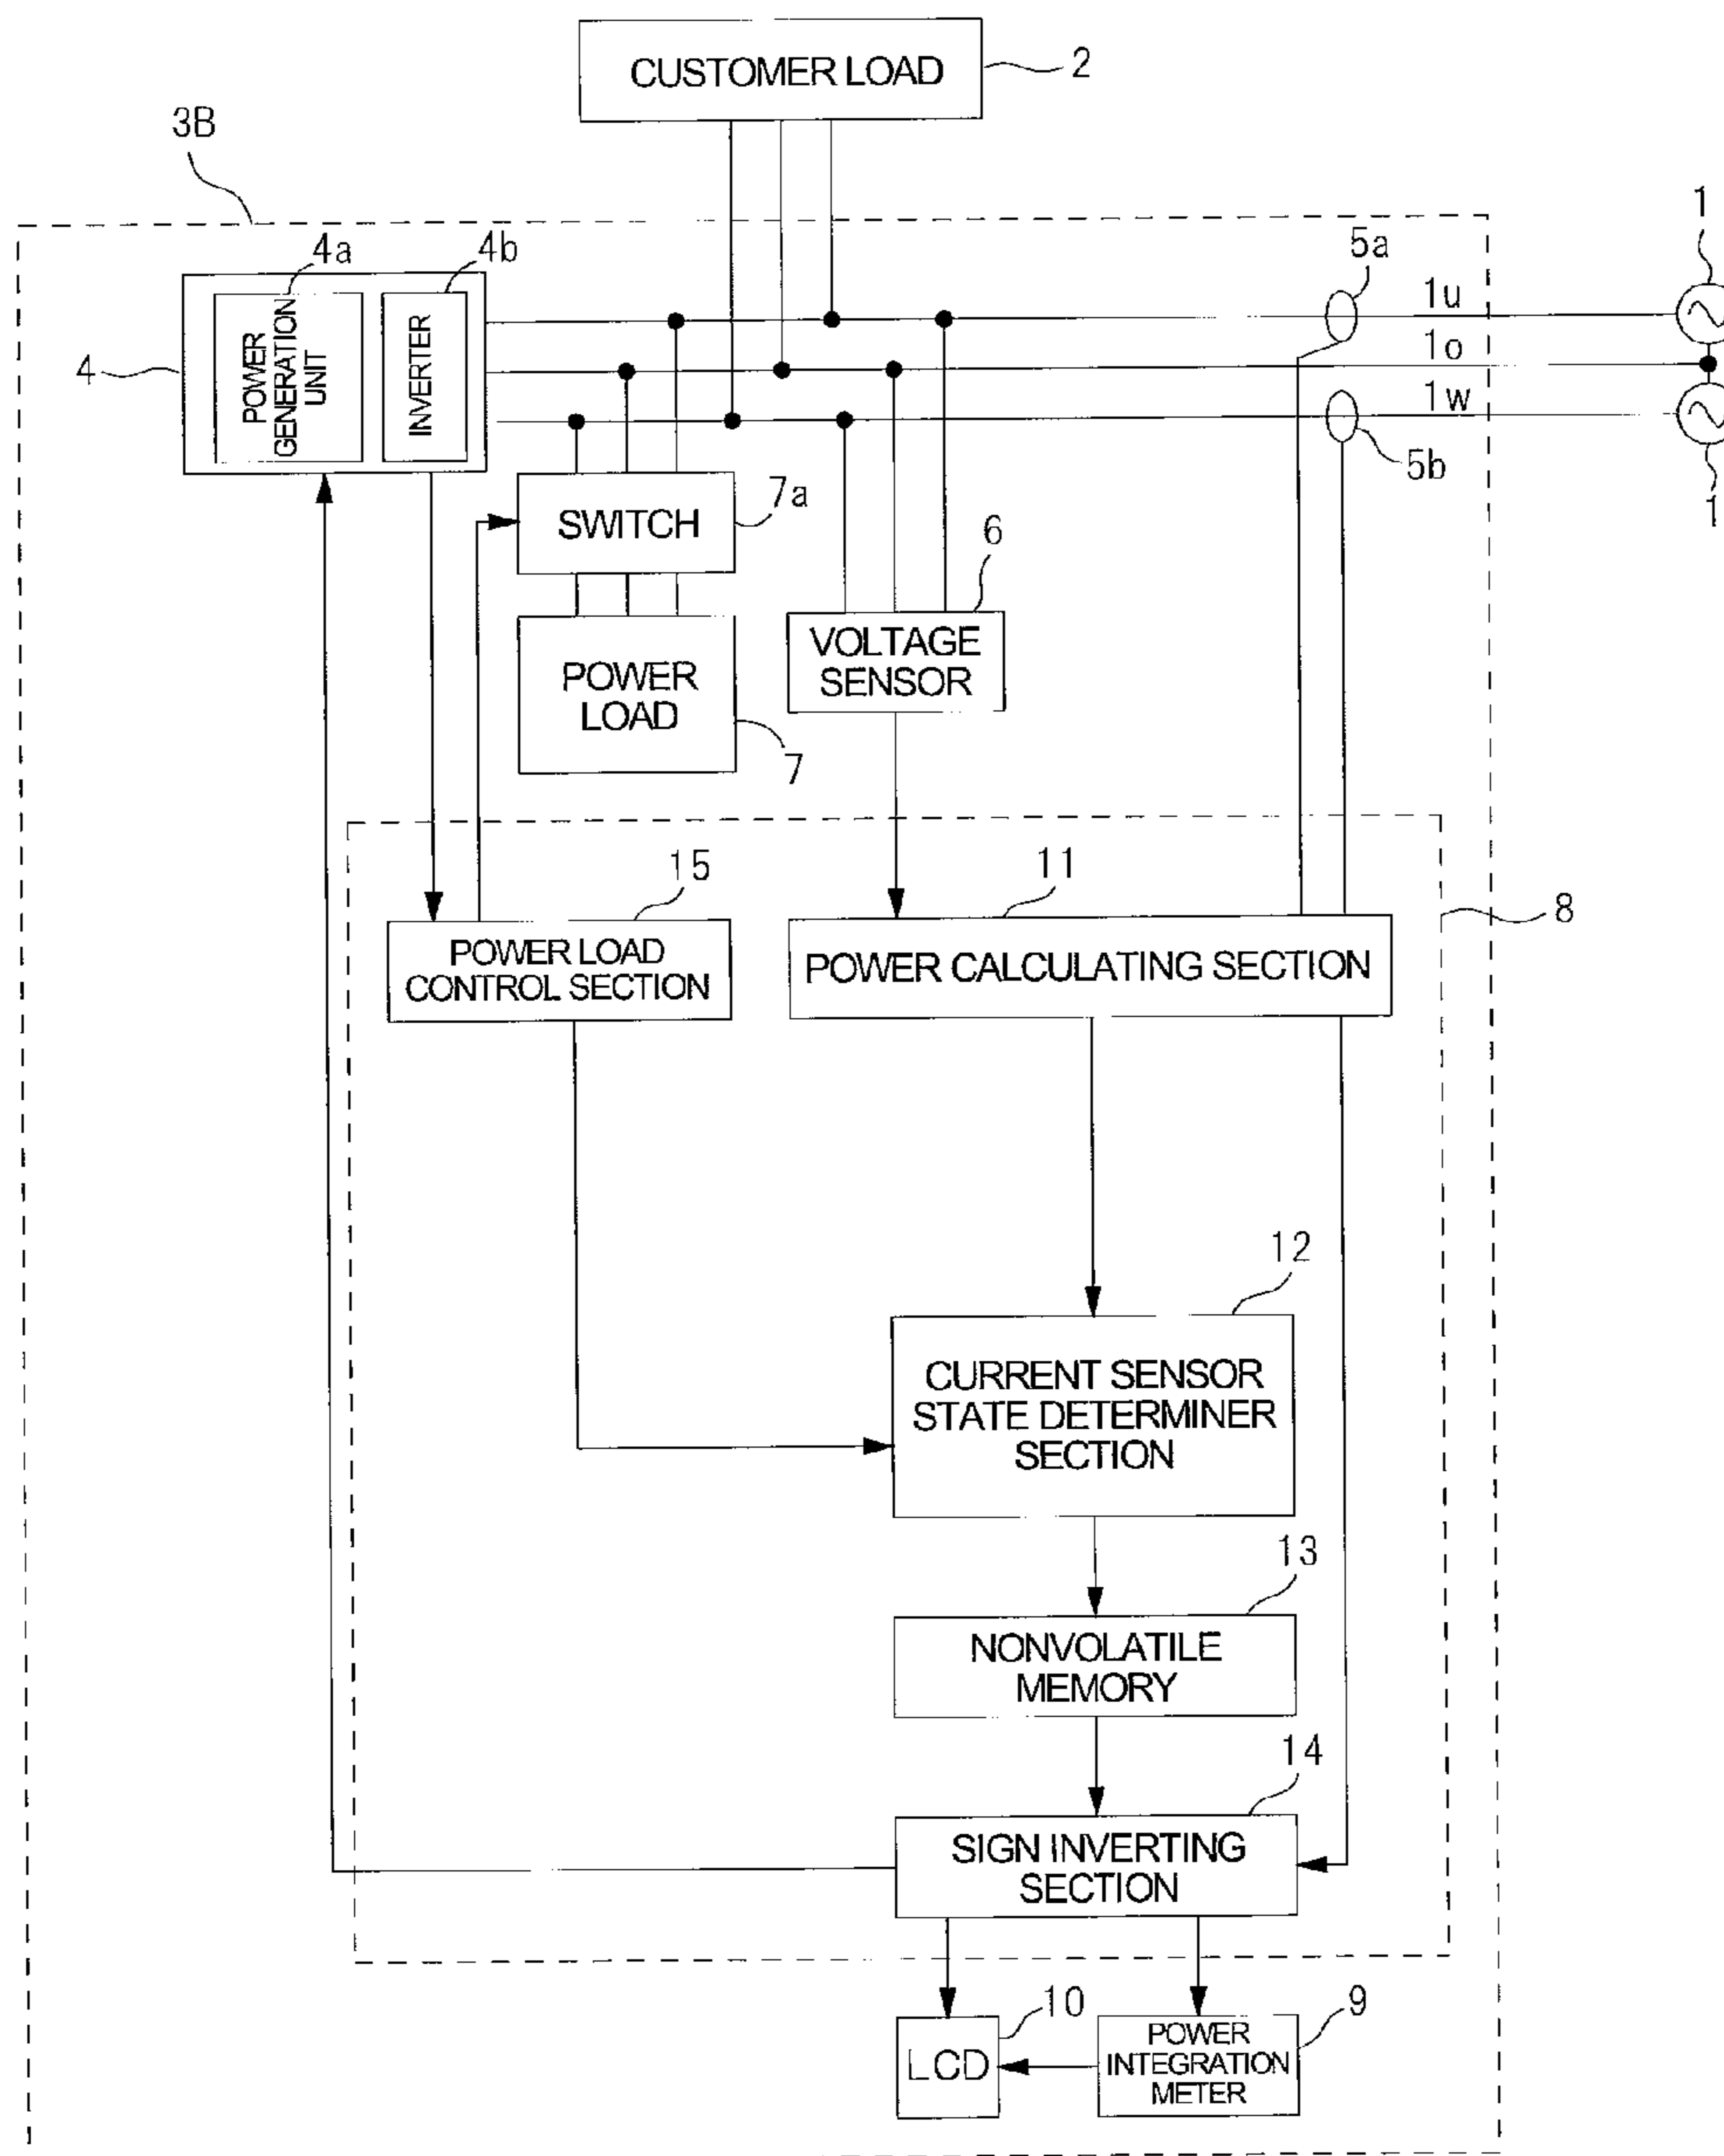 CUSTOMER LOAD
2
3B
1
4a
4b
5a
1u
1o
1w
4
POWER
GENERATION
UNIT
INVERTER
5b
1
SWITCH
7a
6
VOLTAGE
SENSOR
POWER
LOAD
7
15
11
8
POWER LOAD
CONTROL SECTION
POWER CALCULATING SECTION
12
CURRENT SENSOR
STATE DETERMINER
SECTION
13
NONVOLATILE
MEMORY
14
SIGN INVERTING
SECTION
10
9
LCD
POWER
INTEGRATION
METER